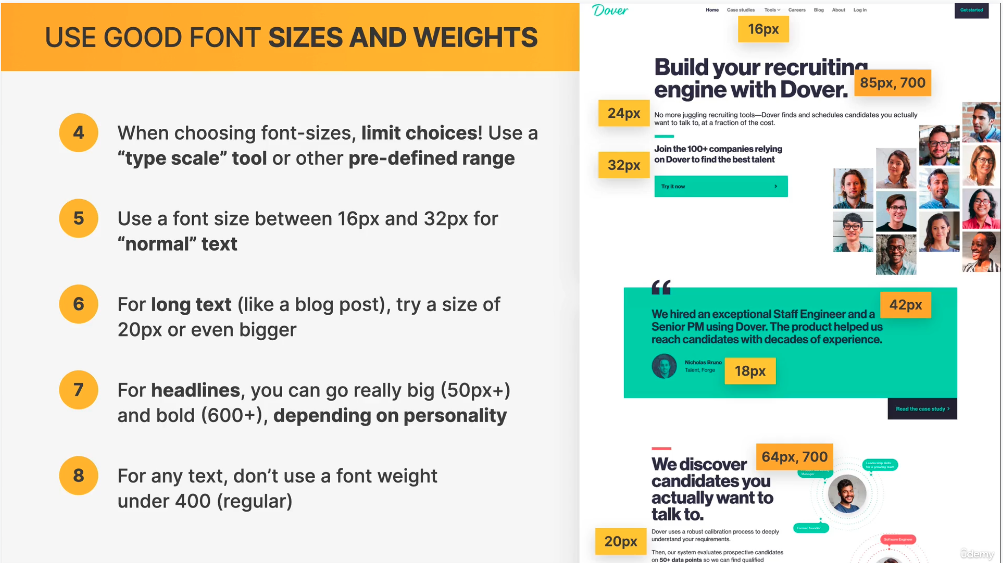 USE GOOD FONT SIZES AND WEIGHTS
4
When choosing font-sizes, limit choices! Use a
“type scale” tool or other pre-defined range
5
Use a font size between 16px and 32px for
“normal” text
6
For long text (like a blog post), try a size of
20px or even bigger
7
For headlines, you can go really big (50px+)
and bold (600+), depending on personality
8
For any text, don’t use a font weight
under 400 (regular)
Dover
Home Case studies Tools Careers Blog About Log in
Get started
16px
Build your recruiting
engine with Dover.
85px, 700
24px
No more juggling recruiting tools—Dover finds and schedules candidates you actually
want to talk to, at a fraction of the cost.
32px
Join the 100+ companies relying
on Dover to find the best talent
Try it now
“
42px
We hired an exceptional Staff Engineer and a
Senior PM using Dover. The product helped us
reach candidates with decades of experience.
Nicholas Bruno
Talent, Forge
18px
Read the case study
64px, 700
We discover
candidates you
actually want to
talk to.
Software Engineer
20px
Dover uses a robust calibration process to deeply
understand your requirements.
Then, our system evaluates prospective candidates
on 50+ data points so we can find qualified
ûdemy